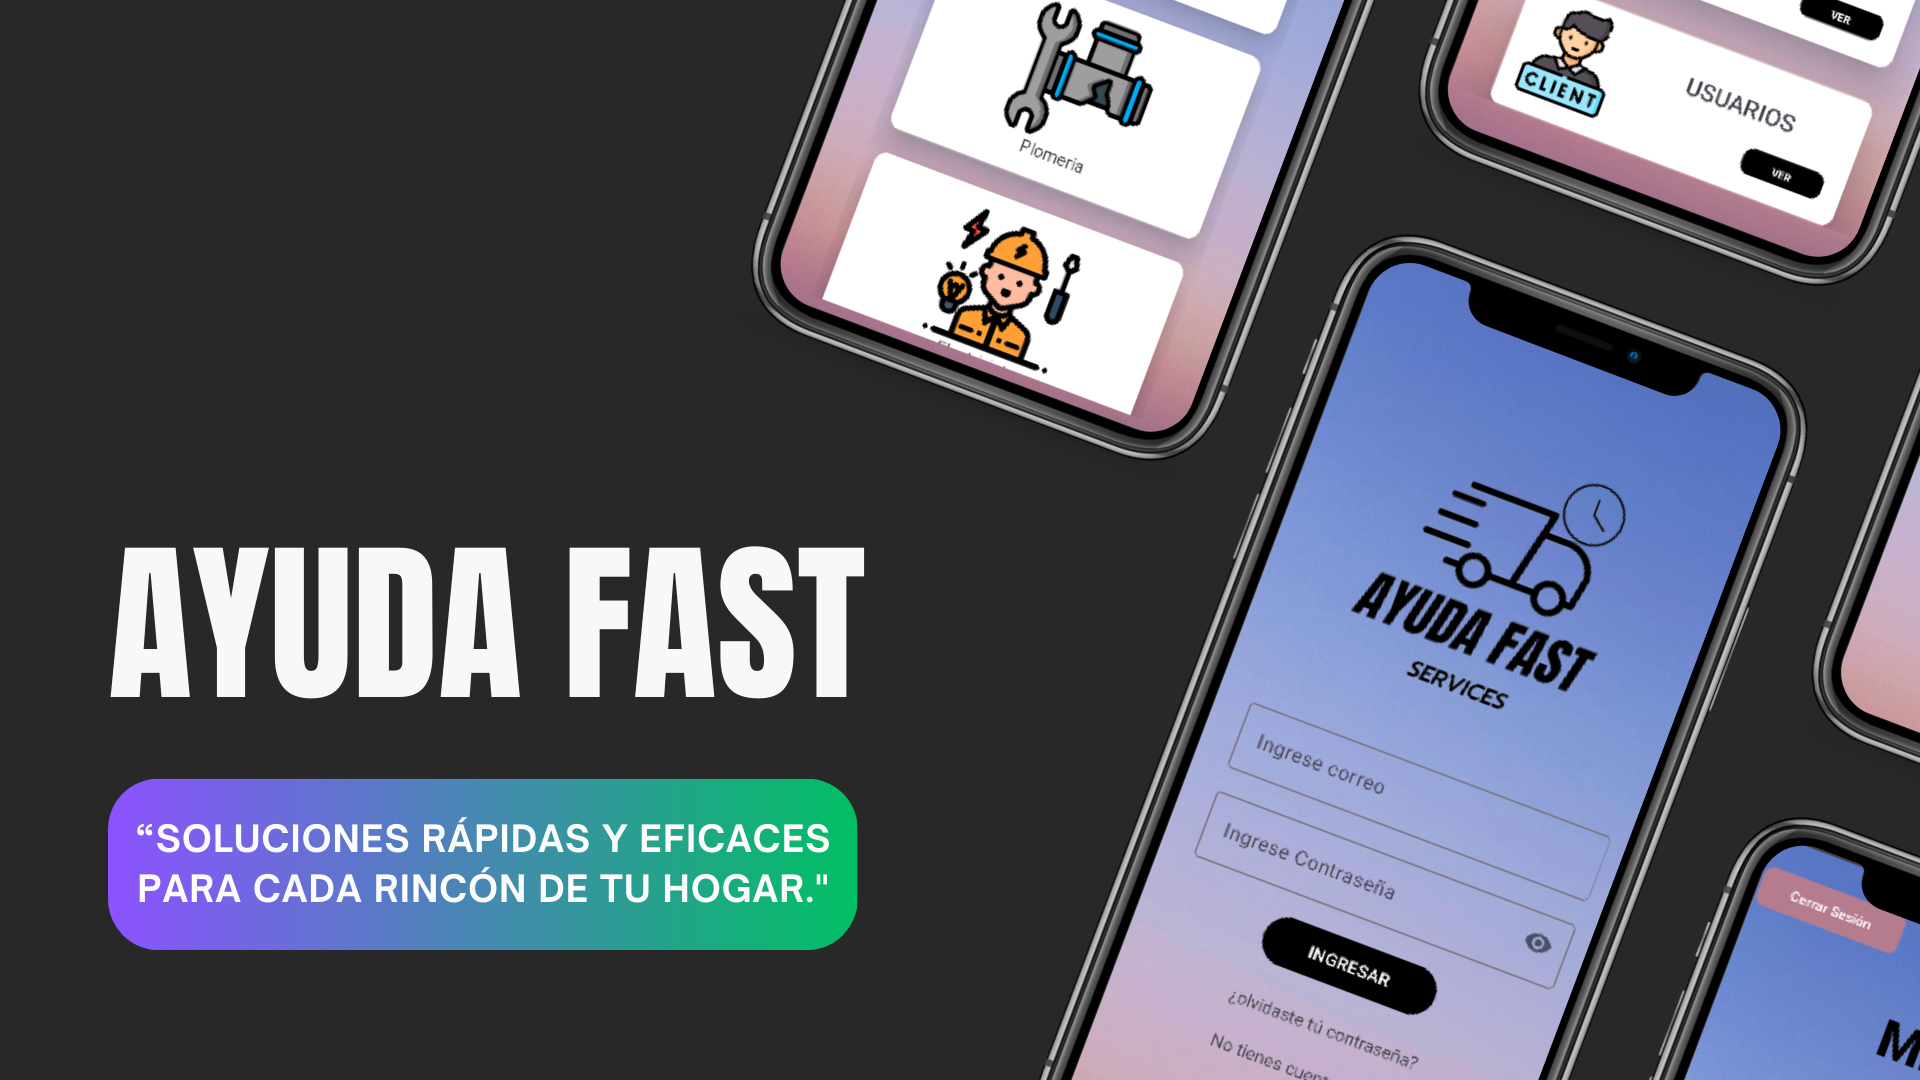 Plomería
CLIENT
USUARIOS
VER
VER
AYUDA FAST
“SOLUCIONES RÁPIDAS Y EFICACES
PARA CADA RINCÓN DE TU HOGAR."
AYUDA FAST
SERVICES
Ingrese correo
Ingrese Contraseña
INGRESAR
¿olvidaste tú contraseña?
No tienes
Cerrar Sesión